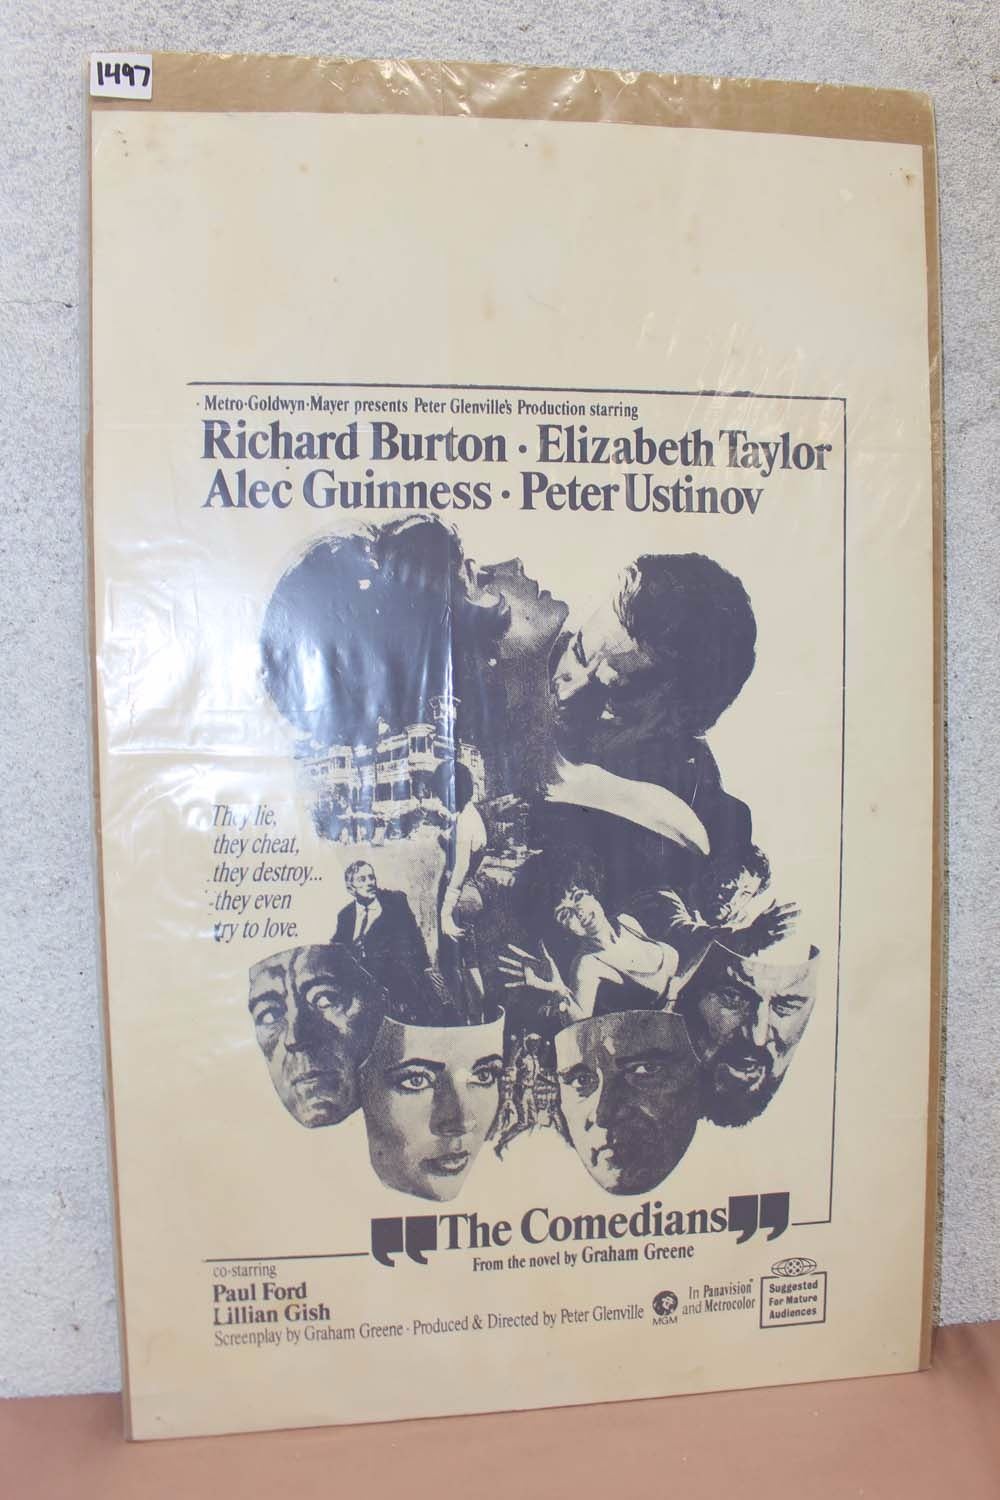 1497
· Metro-Goldwyn-Mayer presents Peter Glenville's Production starring
Richard Burton · Elizabeth Taylor
Alec Guinness · Peter Ustinov
They lie,
they cheat,
they destroy...
they even
try to love.
"The Comedians"
From the novel by Graham Greene
co-starring
Paul Ford
Lillian Gish
Screenplay by Graham Greene · Produced & Directed by Peter Glenville
MGM
In Panavision®
and Metrocolor
Suggested
For Mature
Audiences